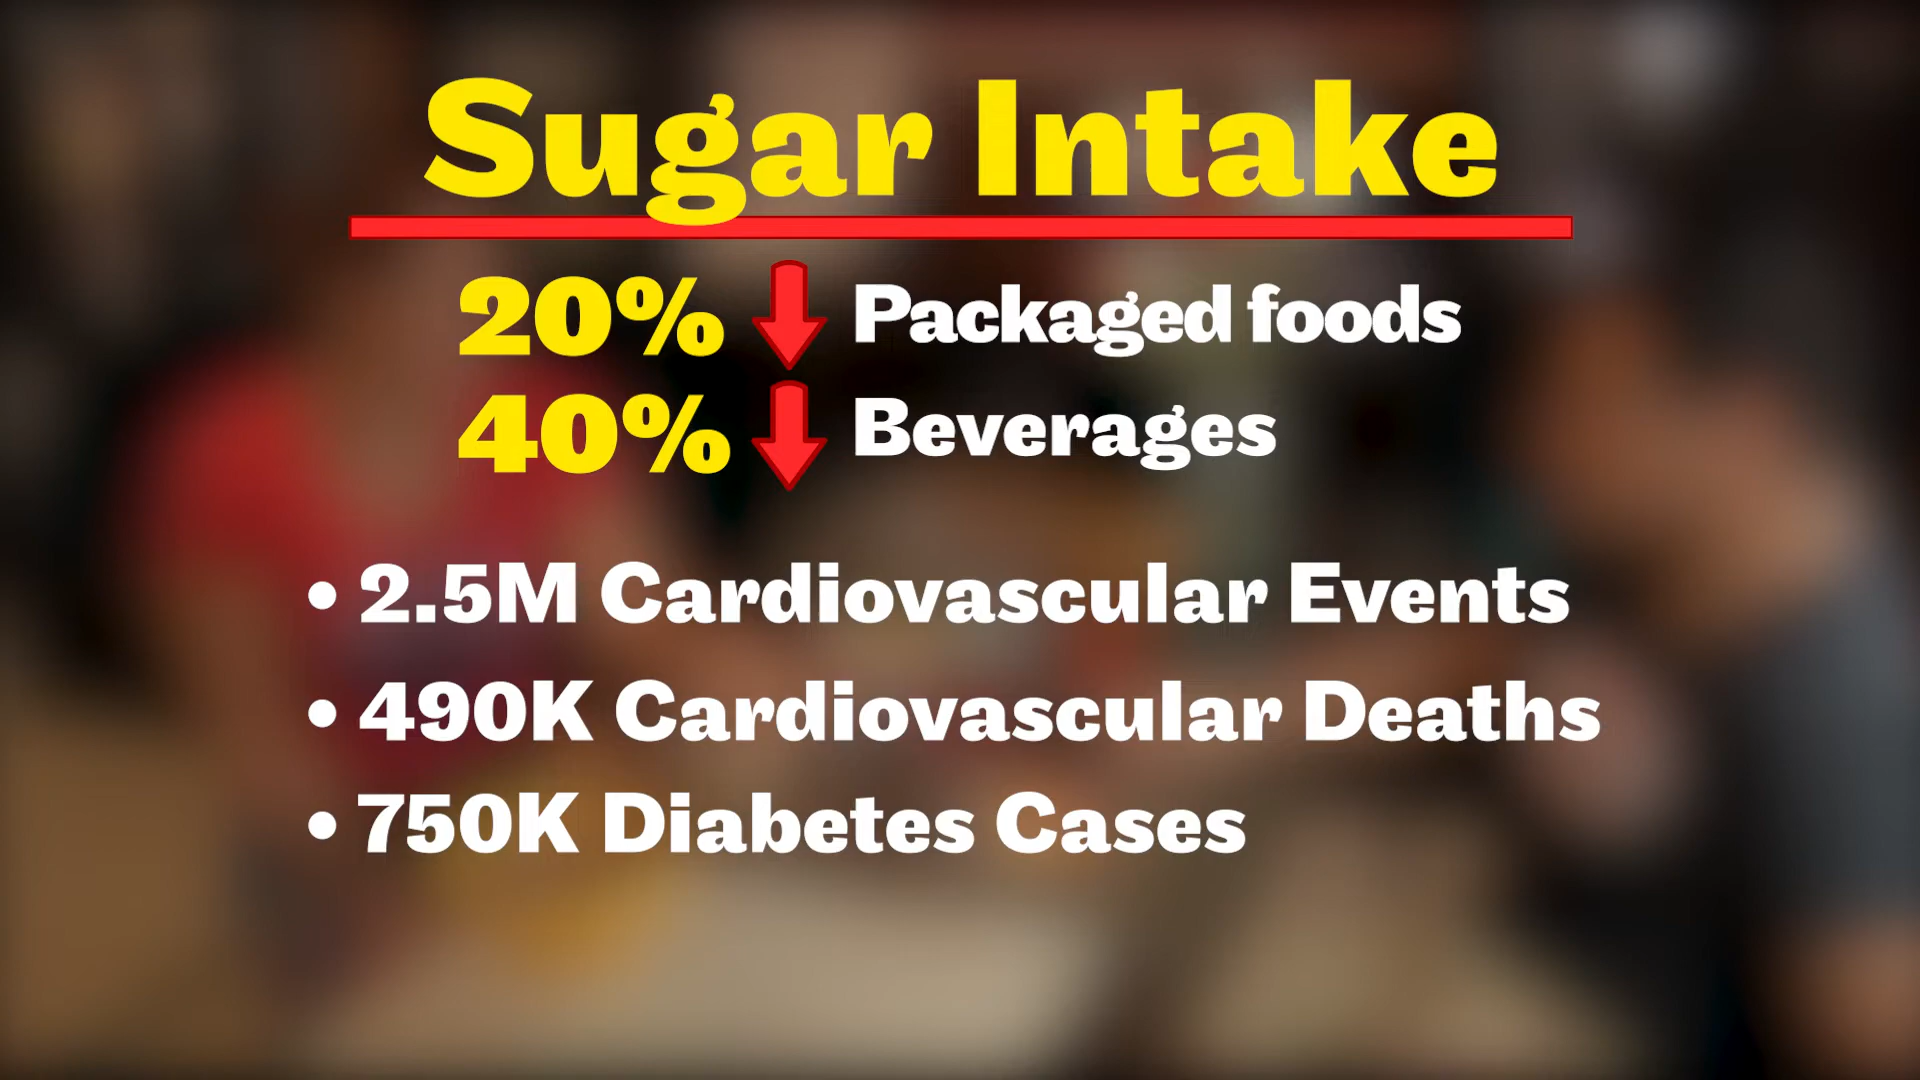 Sugar Intake
20% Packaged foods
40% Beverages
• 2.5M Cardiovascular Events
• 490K Cardiovascular Deaths
• 750K Diabetes Cases